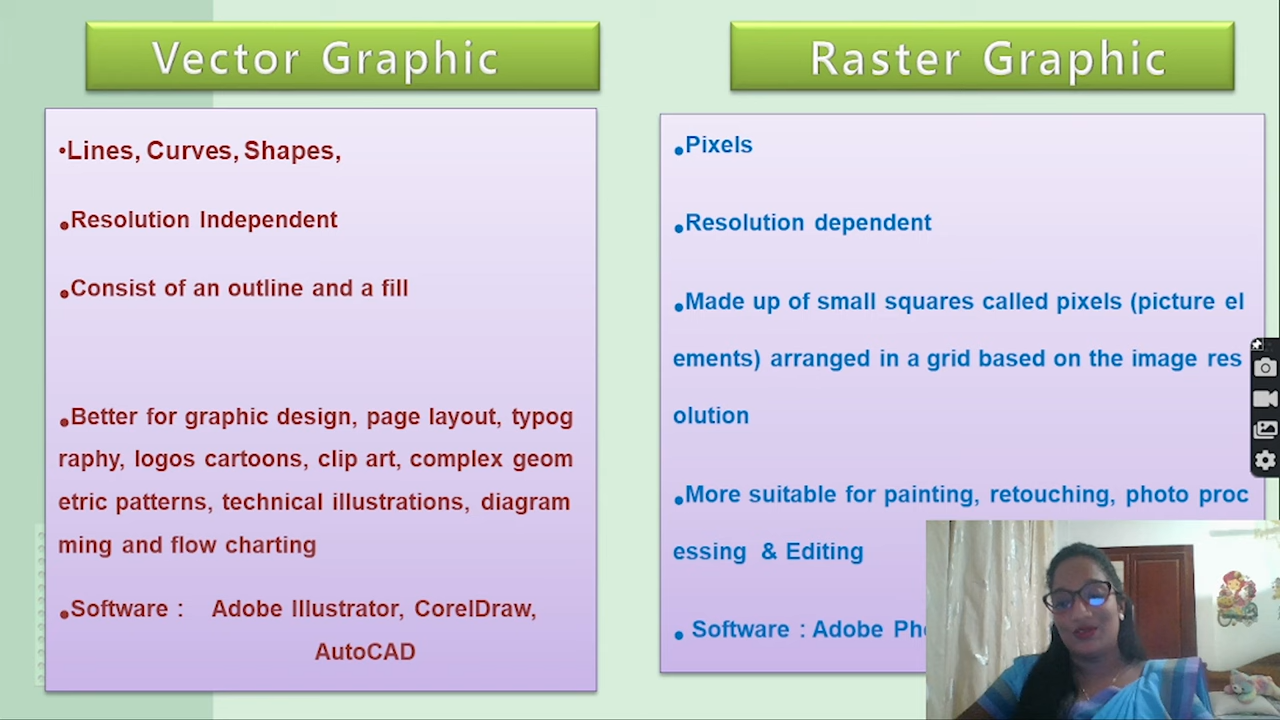 Vector Graphic
•Lines, Curves, Shapes,
•Resolution Independent
•Consist of an outline and a fill
•Better for graphic design, page layout, typog
raphy, logos cartoons, clip art, complex geom
etric patterns, technical illustrations, diagram
ming and flow charting
•Software : Adobe Illustrator, CorelDraw,
AutoCAD
Raster Graphic
•Pixels
•Resolution dependent
•Made up of small squares called pixels (picture el
ements) arranged in a grid based on the image res
olution
•More suitable for painting, retouching, photo proc
essing & Editing
• Software : Adobe